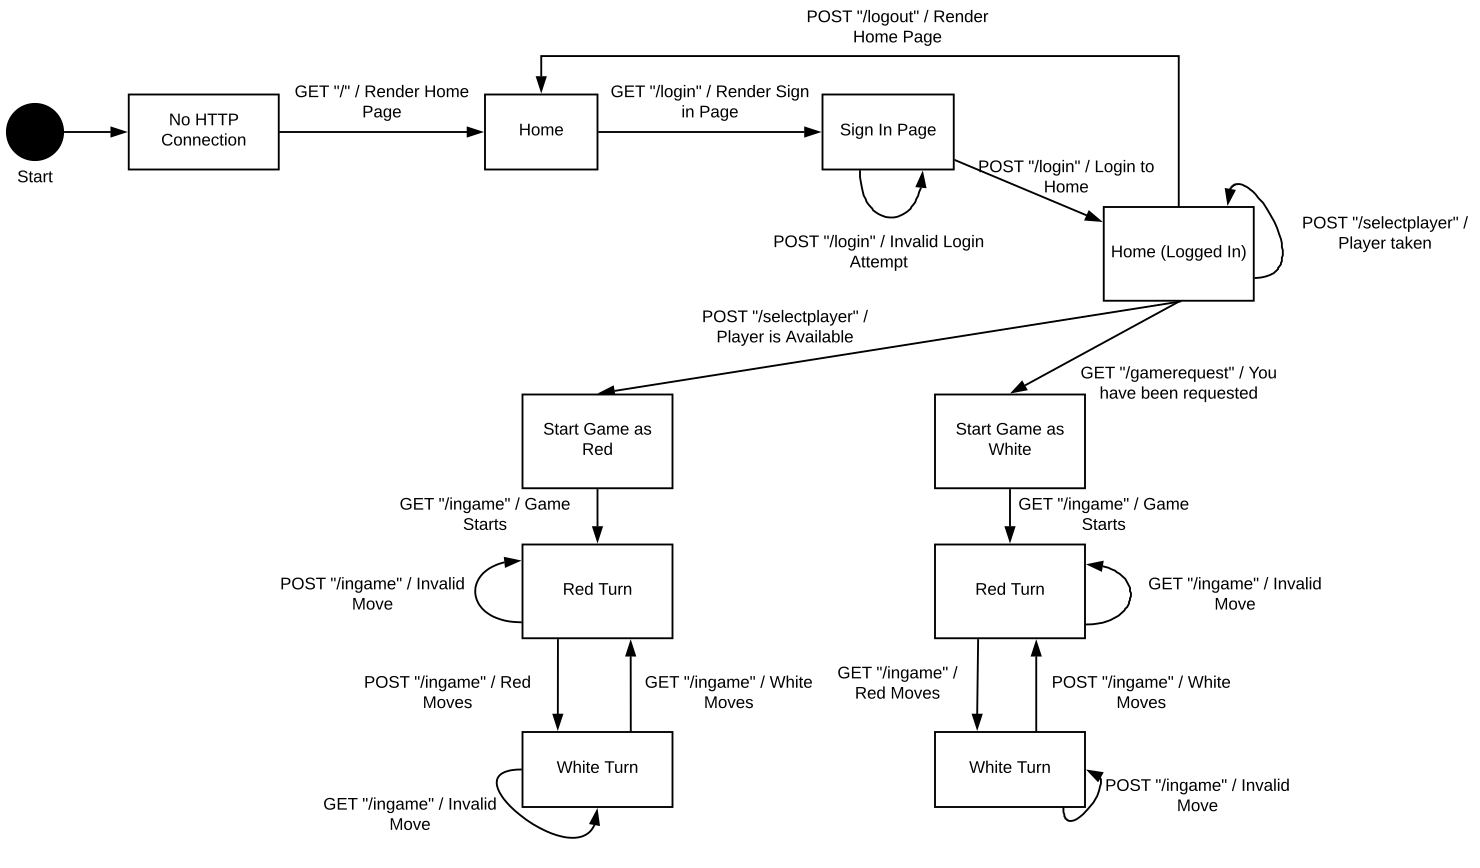 POST "/logout" / Render
Home Page
GET "/" / Render Home
Page
GET "/login" / Render Sign
in Page
No HTTP
Connection
Home
Sign In Page
Start
POST "/login" / Login to
Home
POST "/login" / Invalid Login
Attempt
Home (Logged In)
POST "/selectplayer" /
Player taken
POST "/selectplayer" /
Player is Available
GET "/gamerequest" / You
have been requested
Start Game as
Red
Start Game as
White
GET "/ingame" / Game
Starts
GET "/ingame" / Game
Starts
POST "/ingame" / Invalid
Move
Red Turn
Red Turn
GET "/ingame" / Invalid
Move
POST "/ingame" / Red
Moves
GET "/ingame" / White
Moves
GET "/ingame" /
Red Moves
POST "/ingame" / White
Moves
White Turn
White Turn
GET "/ingame" / Invalid
Move
POST "/ingame" / Invalid
Move